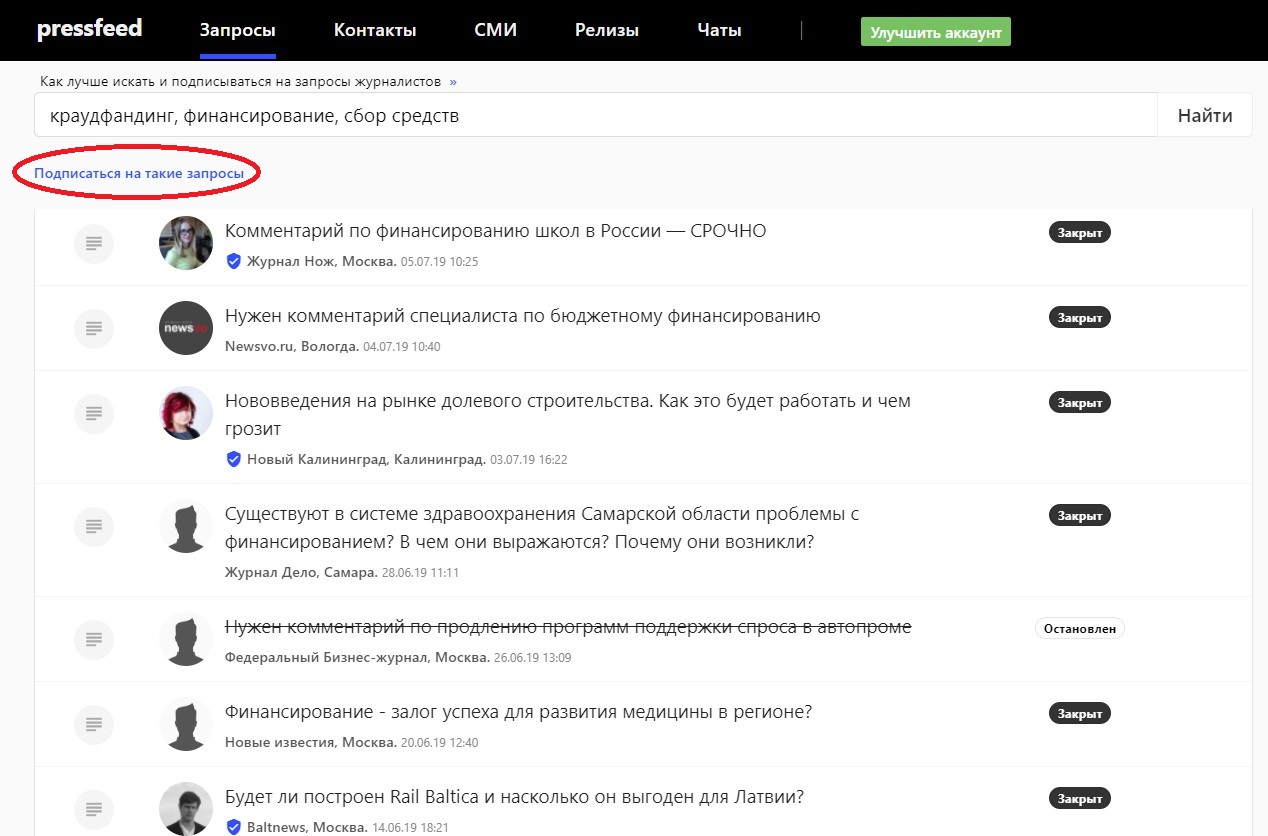 pressfeed Запросы Контакты СМИ Релизы Чаты Улучшить аккаунт
Как лучше искать и подписываться на запросы журналистов »
краудфандинг, финансирование, сбор средств Найти
Подписаться на такие запросы
Комментарий по финансированию школ в России — СРОЧНО Закрыт
Журнал Нож, Москва. 05.07.19 10:25
newsvo Нужен комментарий специалиста по бюджетному финансированию Закрыт
Newsvo.ru, Вологда. 04.07.19 10:40
Нововведения на рынке долевого строительства. Как это будет работать и чем Закрыт
грозит
Новый Калининград, Калининград. 03.07.19 16:22
Существуют в системе здравоохранения Самарской области проблемы с Закрыт
финансированием? В чем они выражаются? Почему они возникли?
Журнал Дело, Самара. 28.06.19 11:11
Нужен комментарий по продлению программ поддержки спроса в автопроме Остановлен
Федеральный Бизнес-журнал, Москва. 26.06.19 13:09
Финансирование - залог успеха для развития медицины в регионе? Закрыт
Новые известия, Москва. 20.06.19 12:40
Будет ли построен Rail Baltica и насколько он выгоден для Латвии? Закрыт
Baltnews, Москва. 14.06.19 18:21